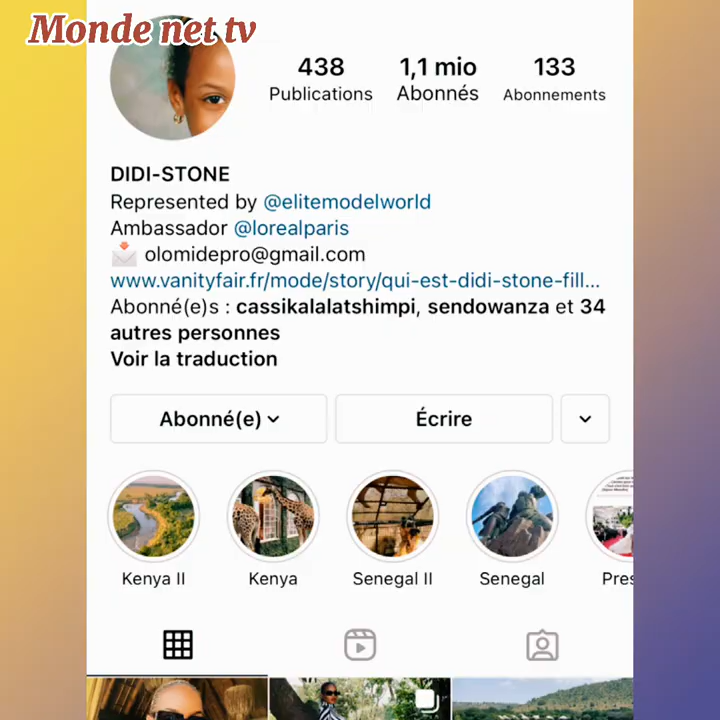 Monde net tv
438
1,1 mio
133
Publications
Abonnés
Abonnements
DIDI-STONE
Represented by @elitemodelworld
Ambassador @lorealparis
olomidepro@gmail.com
www.vanityfair.fr/mode/story/qui-est-didi-stone-fill...
Abonné(e)s : cassikalalatshimpi, sendowanza et 34
autres personnes
Voir la traduction
Abonné(e)
Écrire
Kenya II
Kenya
Senegal II
Senegal
Pres